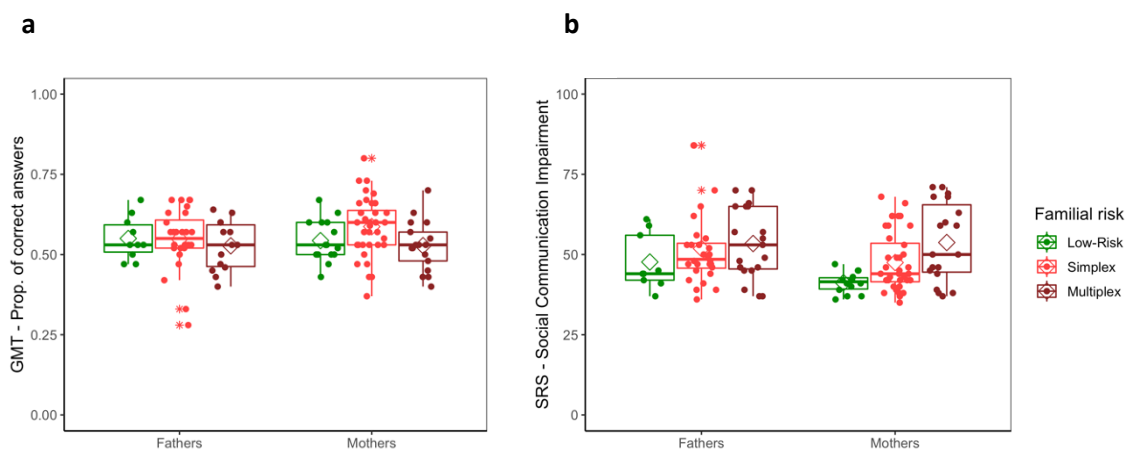 a
b
GMT - Prop. of correct answers
1.00
0.75
0.50
0.25
0.00
Fathers
Mothers
SRS - Social Communication Impairment
100
75
50
25
0
Fathers
Mothers
Familial risk
Low-Risk
Simplex
Multiplex